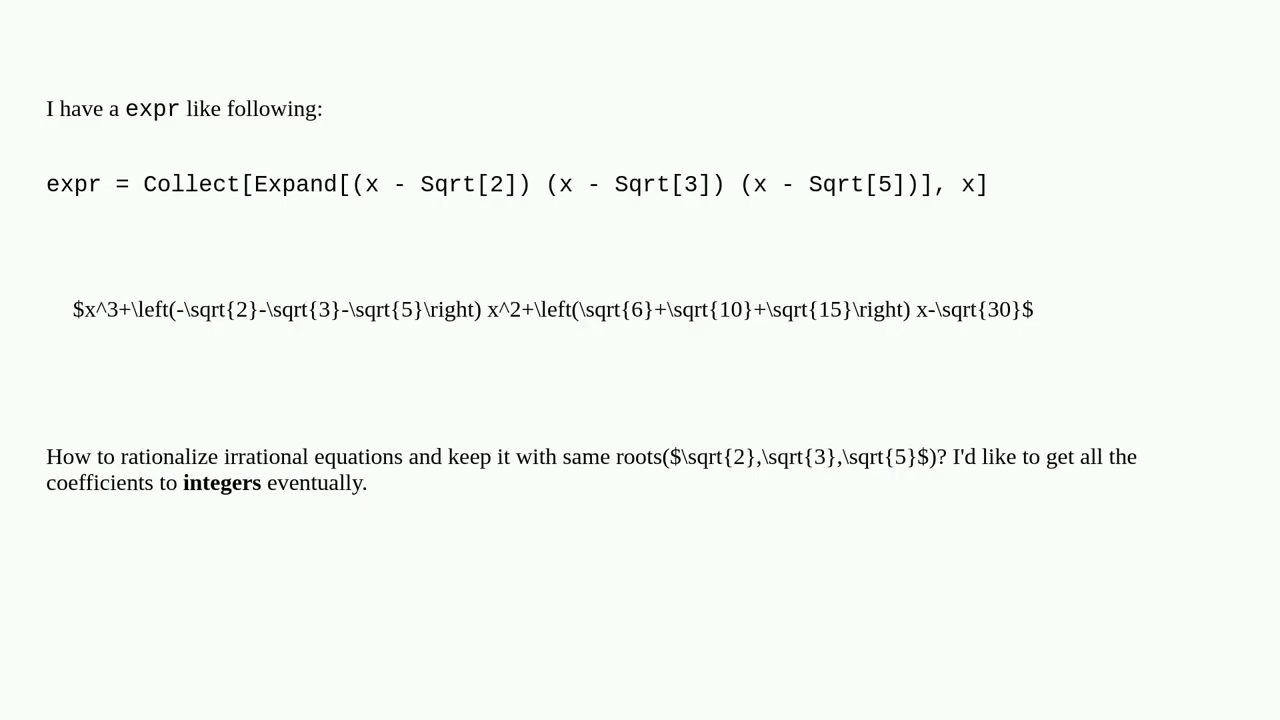 I have a expr like following:
expr = Collect[Expand[(x - Sqrt[2]) (x - Sqrt[3]) (x - Sqrt[5])], x]
$x^3+\left(-\sqrt{2}-\sqrt{3}-\sqrt{5}\right) x^2+\left(\sqrt{6}+\sqrt{10}+\sqrt{15}\right) x-\sqrt{30}$
How to rationalize irrational equations and keep it with same roots($\sqrt{2},\sqrt{3},\sqrt{5}$)? I'd like to get all the
coefficients to integers eventually.